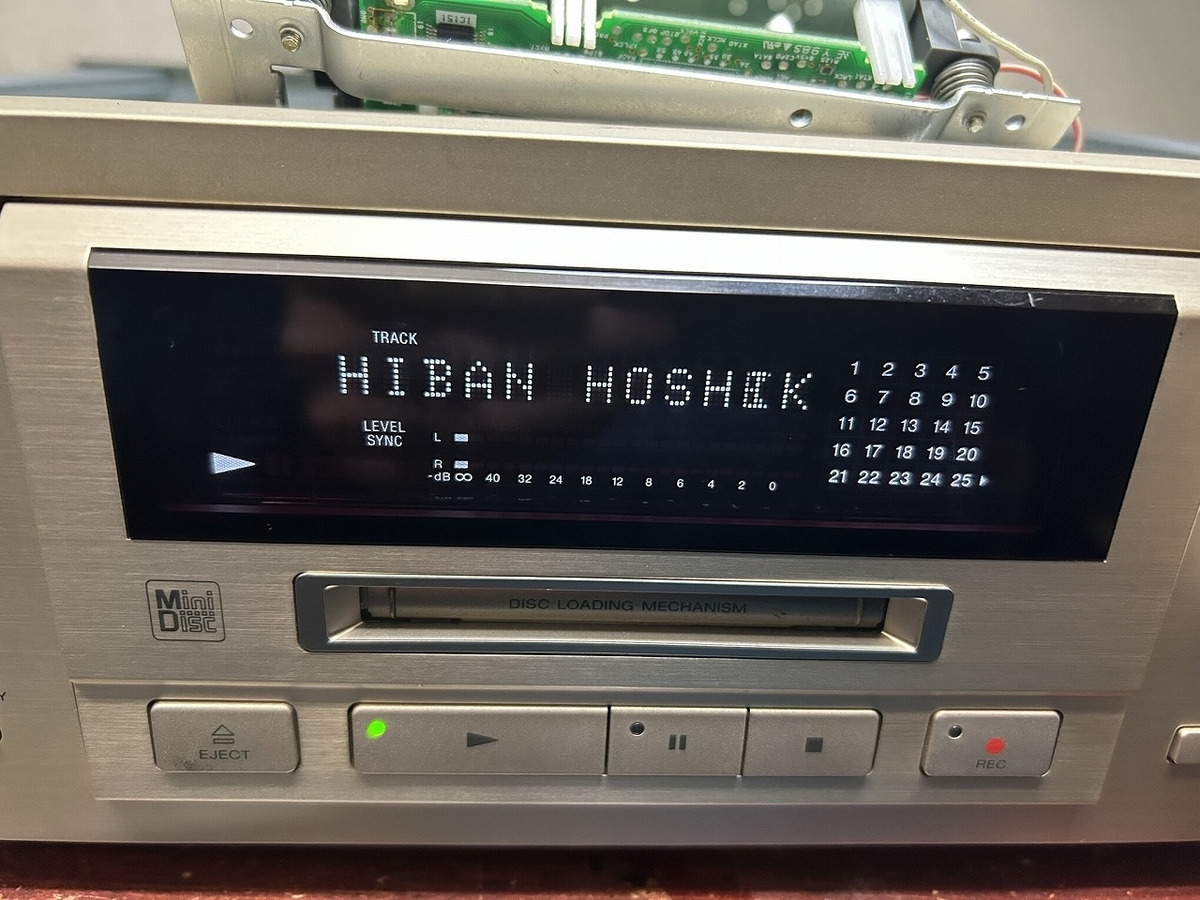 IC151
TRACK
HIBAN HOSHIK
1 2 3 4 5
6 7 8 9 10
11 12 13 14 15
16 17 18 19 20
21 22 23 24 25
LEVEL
SYNC
L
R
-dB ∞ 40 32 24 18 12 8 6 4 2 0
Mini
Disc
DISC LOADING MECHANISM
EJECT
REC